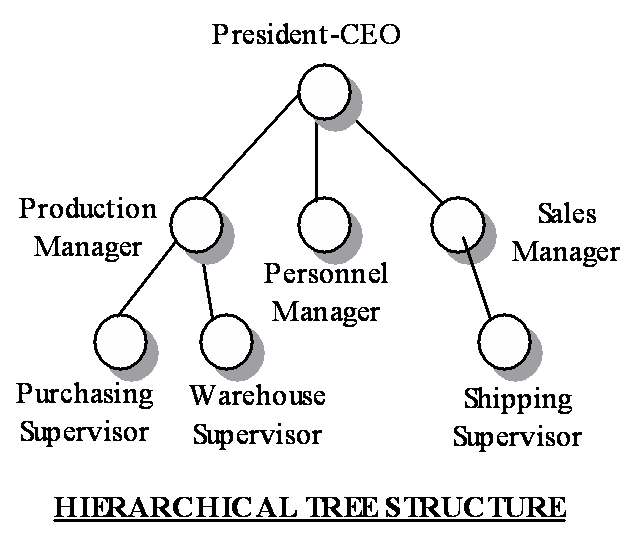 President-CEO
Production
Manager
Personnel
Manager
Sales
Manager
Purchasing
Supervisor
Warehouse
Supervisor
Shipping
Supervisor
HIERARCHICAL TREE STRUCTURE